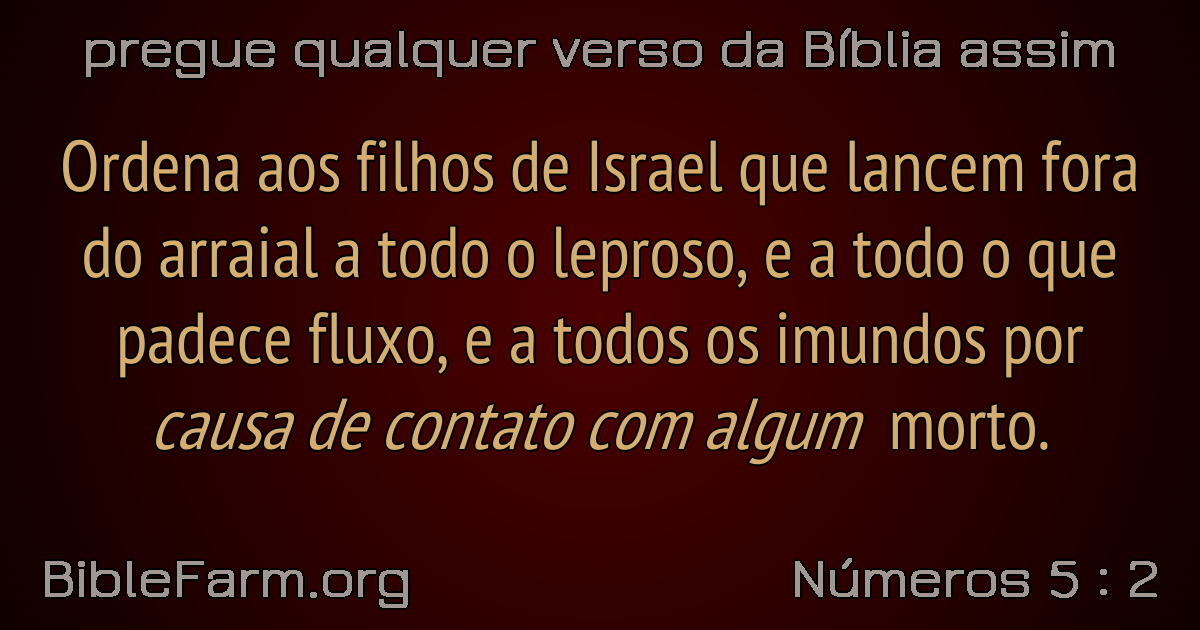 pregue qualquer verso da Bíblia assim
Ordena aos filhos de Israel que lancem fora
do arraial a todo o leproso, e a todo o que
padece fluxo, e a todos os imundos por
causa de contato com algum morto.
BibleFarm.org
Números 5 : 2